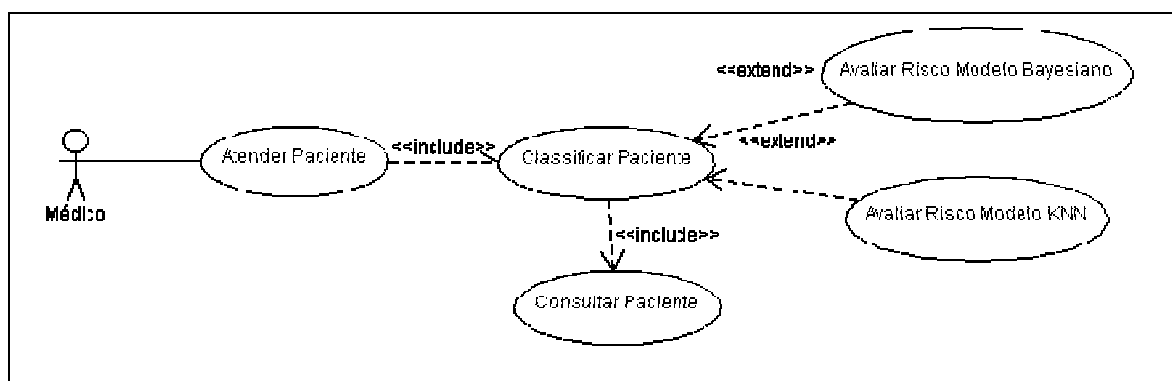 <<extend>>
Avaliar Risco Modelo Bayesiano
<<include>>
Atender Paciente
Classificar Paciente
<<extend>>
Médico
Avaliar Risco Modelo KNN
<<include>>
Consultar Paciente